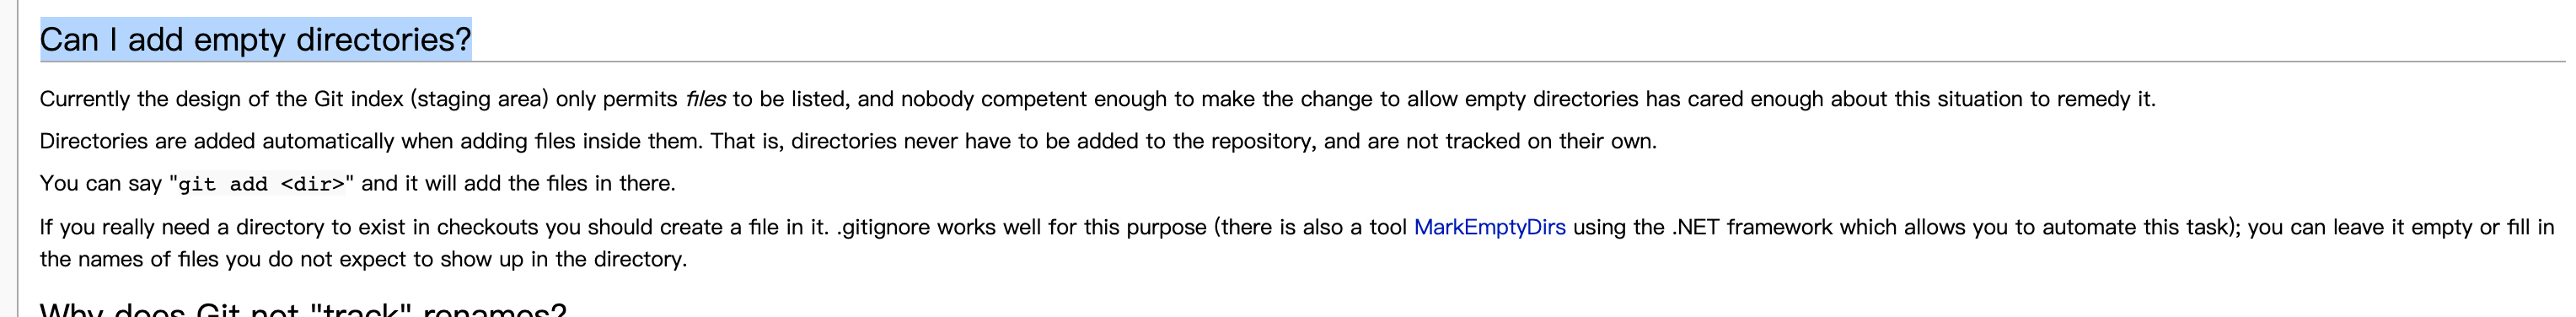 Can I add empty directories?
Currently the design of the Git index (staging area) only permits files to be listed, and nobody competent enough to make the change to allow empty directories has cared enough about this situation to remedy it.
Directories are added automatically when adding files inside them. That is, directories never have to be added to the repository, and are not tracked on their own.
You can say "git add <dir>" and it will add the files in there.
If you really need a directory to exist in checkouts you should create a file in it. .gitignore works well for this purpose (there is also a tool MarkEmptyDirs using the .NET framework which allows you to automate this task); you can leave it empty or fill in
the names of files you do not expect to show up in the directory.
Why does Git not "track" renames?